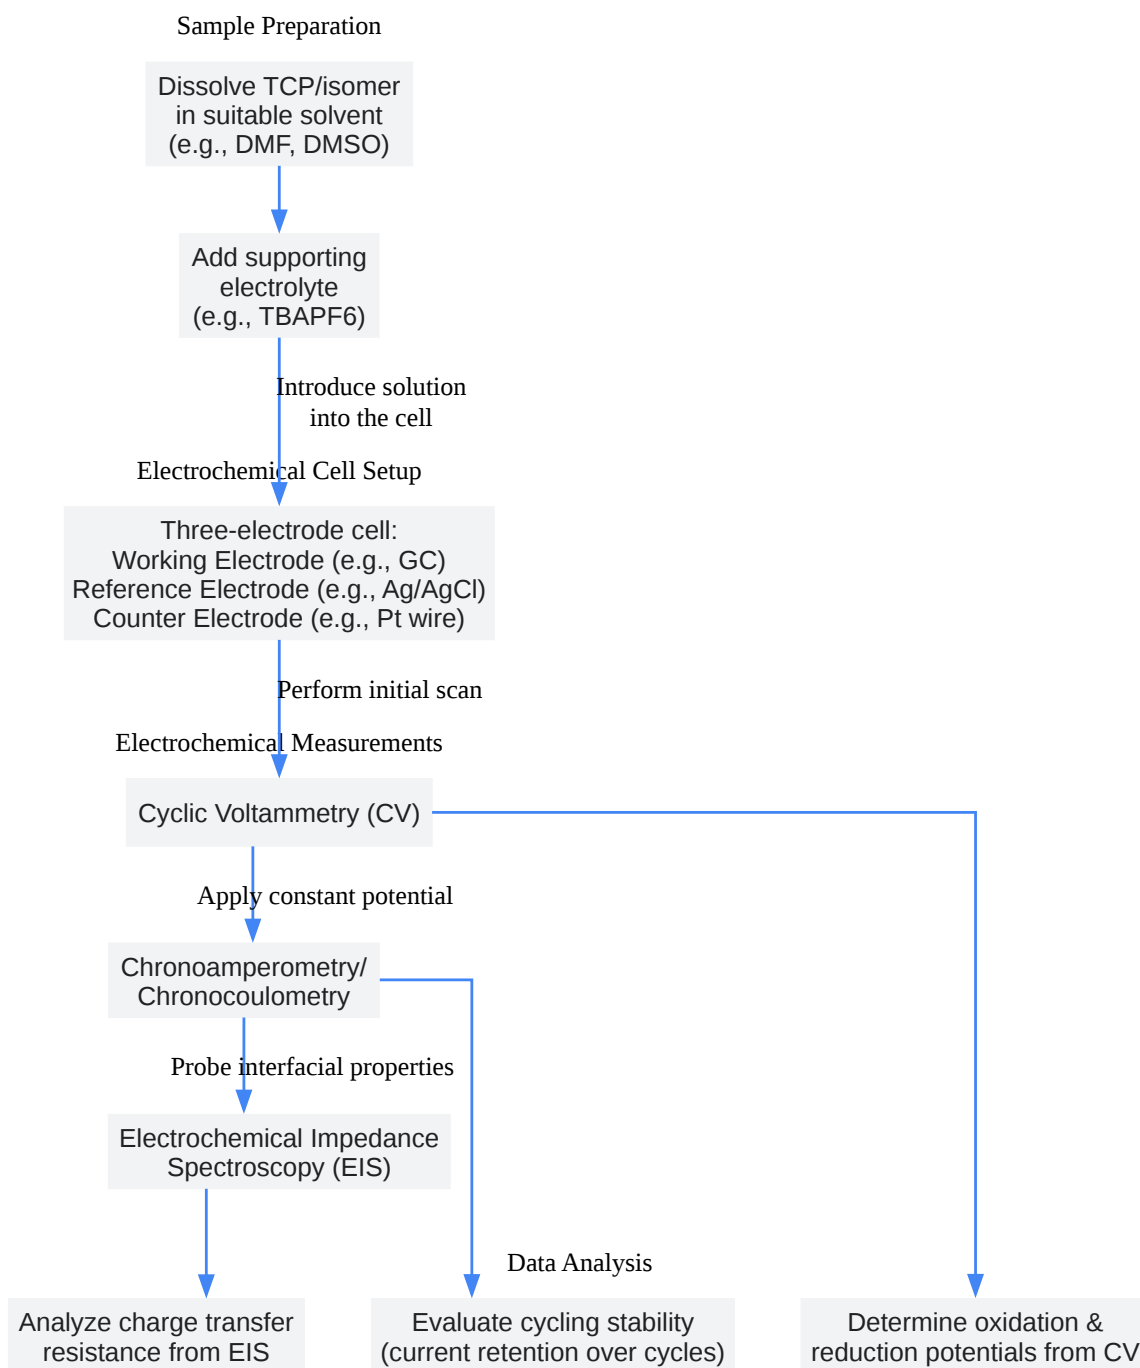 Sample Preparation
Dissolve TCP/isomer
in suitable solvent
(e.g., DMF, DMSO)
Add supporting
electrolyte
(e.g., TBAPF6)
Introduce solution
into the cell
Electrochemical Cell Setup
Three-electrode cell:
Working Electrode (e.g., GC)
Reference Electrode (e.g., Ag/AgCl)
Counter Electrode (e.g., Pt wire)
Perform initial scan
Electrochemical Measurements
Cyclic Voltammetry (CV)
Apply constant potential
Chronoamperometry/
Chronocoulometry
Probe interfacial properties
Electrochemical Impedance
Spectroscopy (EIS)
Data Analysis
Analyze charge transfer
resistance from EIS
Evaluate cycling stability
(current retention over cycles)
Determine oxidation &
reduction potentials from CV